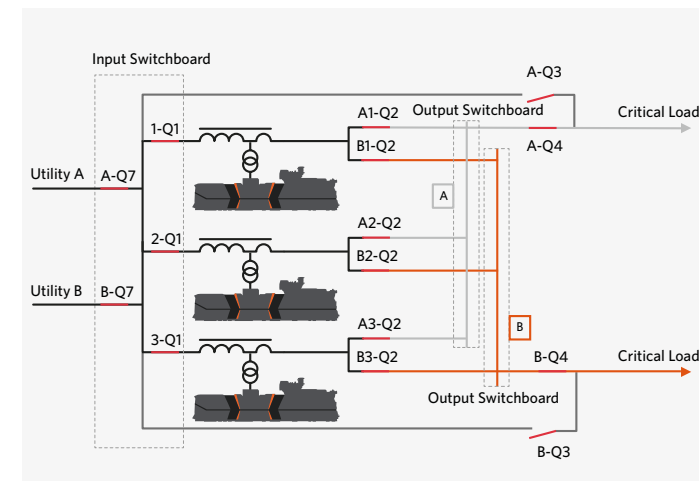 Input Switchboard
A-Q3
1-Q1
A1-Q2
Output Switchboard
Critical Load
B1-Q2
A-Q4
Utility A
A-Q7
A
2-Q1
A2-Q2
B2-Q2
Utility B
B-Q7
3-Q1
A3-Q2
B
B3-Q2
B-Q4
Critical Load
Output Switchboard
B-Q3